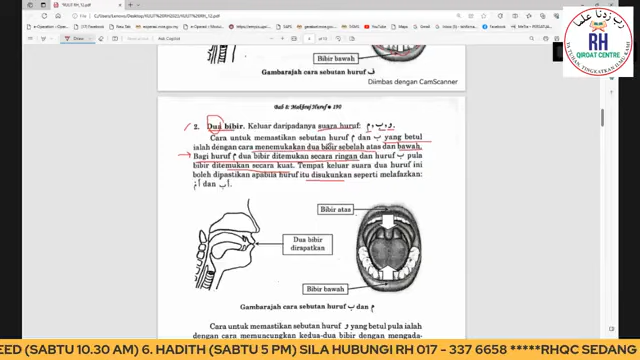 Ask Copilot
Draw
Bibir bawah
Gambarajah cara sebutan huruf ف
Diimbas dengan CamScanner
RH
QIROAT CENTRE
Bab 8: Makhraj Huruf • 190
2. Dua bibir. Keluar daripadanya suara huruf: و ، ب ، م.
Cara untuk memastikan sebutan huruf م dan ب yang betul
ialah dengan cara menemukakan dua bibir sebelah atas dan bawah.
Bagi huruf م dua bibir ditemukan secara ringan dan huruf ب pula
bibir ditemukan secara kuat. Tempat keluar suara dua huruf ini
boleh dipastikan apabila huruf itu disukunkan seperti melafazkan:
أم dan أب.
Bibir atas
Dua bibir
dirapatkan
Bibir bawah
Gambarajah cara sebutan huruf ب dan م
Cara untuk memastikan sebutan huruf و yang betul pula ialah
dengan cara memuncungkan kedua-dua bibir dengan mengada-
EED (SABTU 10.30 AM) 6. HADITH (SABTU 5 PM) SILA HUBUNGI RH 017 - 337 6658 *****RHQC SEDANG